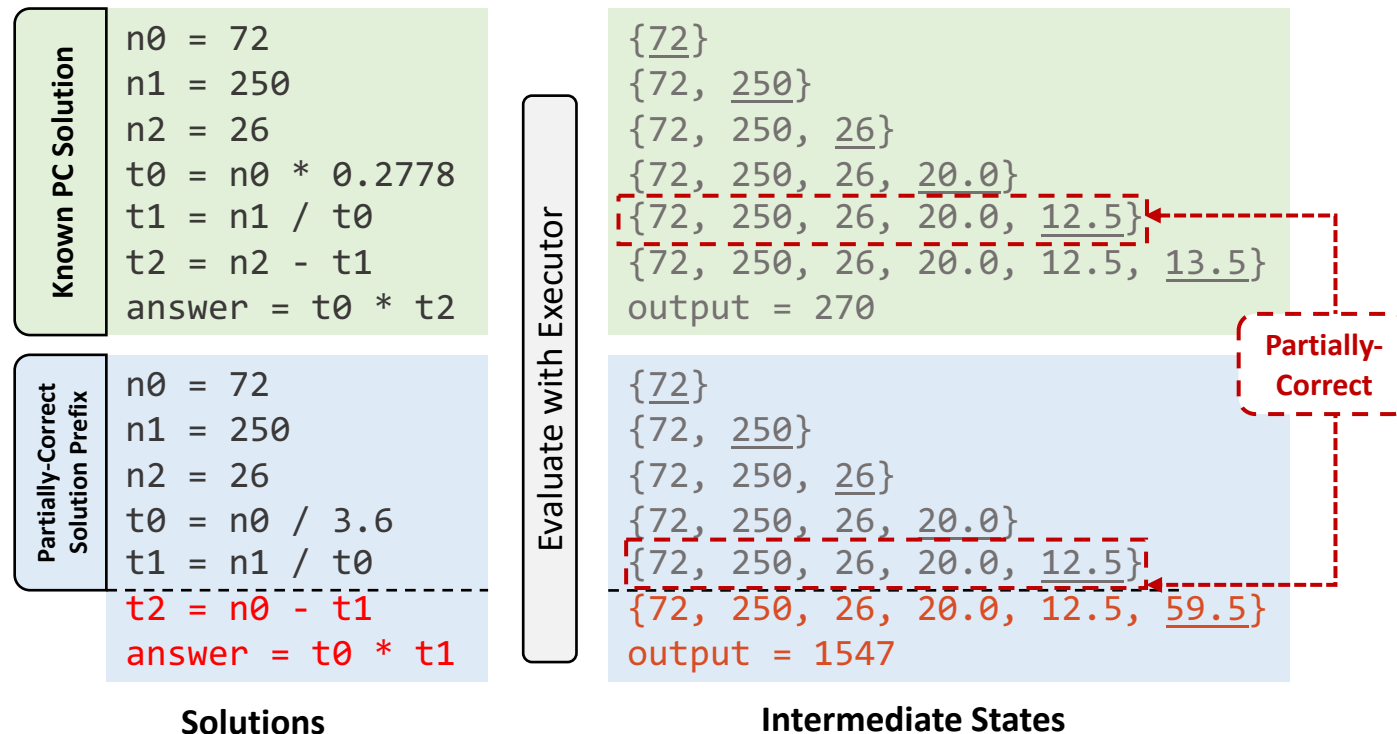 Known PC Solution
n0 = 72
n1 = 250
n2 = 26
t0 = n0 * 0.2778
t1 = n1 / t0
t2 = n2 - t1
answer = t0 * t2
Partially-Correct
Solution Prefix
n0 = 72
n1 = 250
n2 = 26
t0 = n0 / 3.6
t1 = n1 / t0
t2 = n0 - t1
answer = t0 * t1
Solutions
Evaluate with Executor
{72}
{72, 250}
{72, 250, 26}
{72, 250, 26, 20.0}
{72, 250, 26, 20.0, 12.5}
{72, 250, 26, 20.0, 12.5, 13.5}
output = 270
{72}
{72, 250}
{72, 250, 26}
{72, 250, 26, 20.0}
{72, 250, 26, 20.0, 12.5}
{72, 250, 26, 20.0, 12.5, 59.5}
output = 1547
Intermediate States
Partially-
Correct